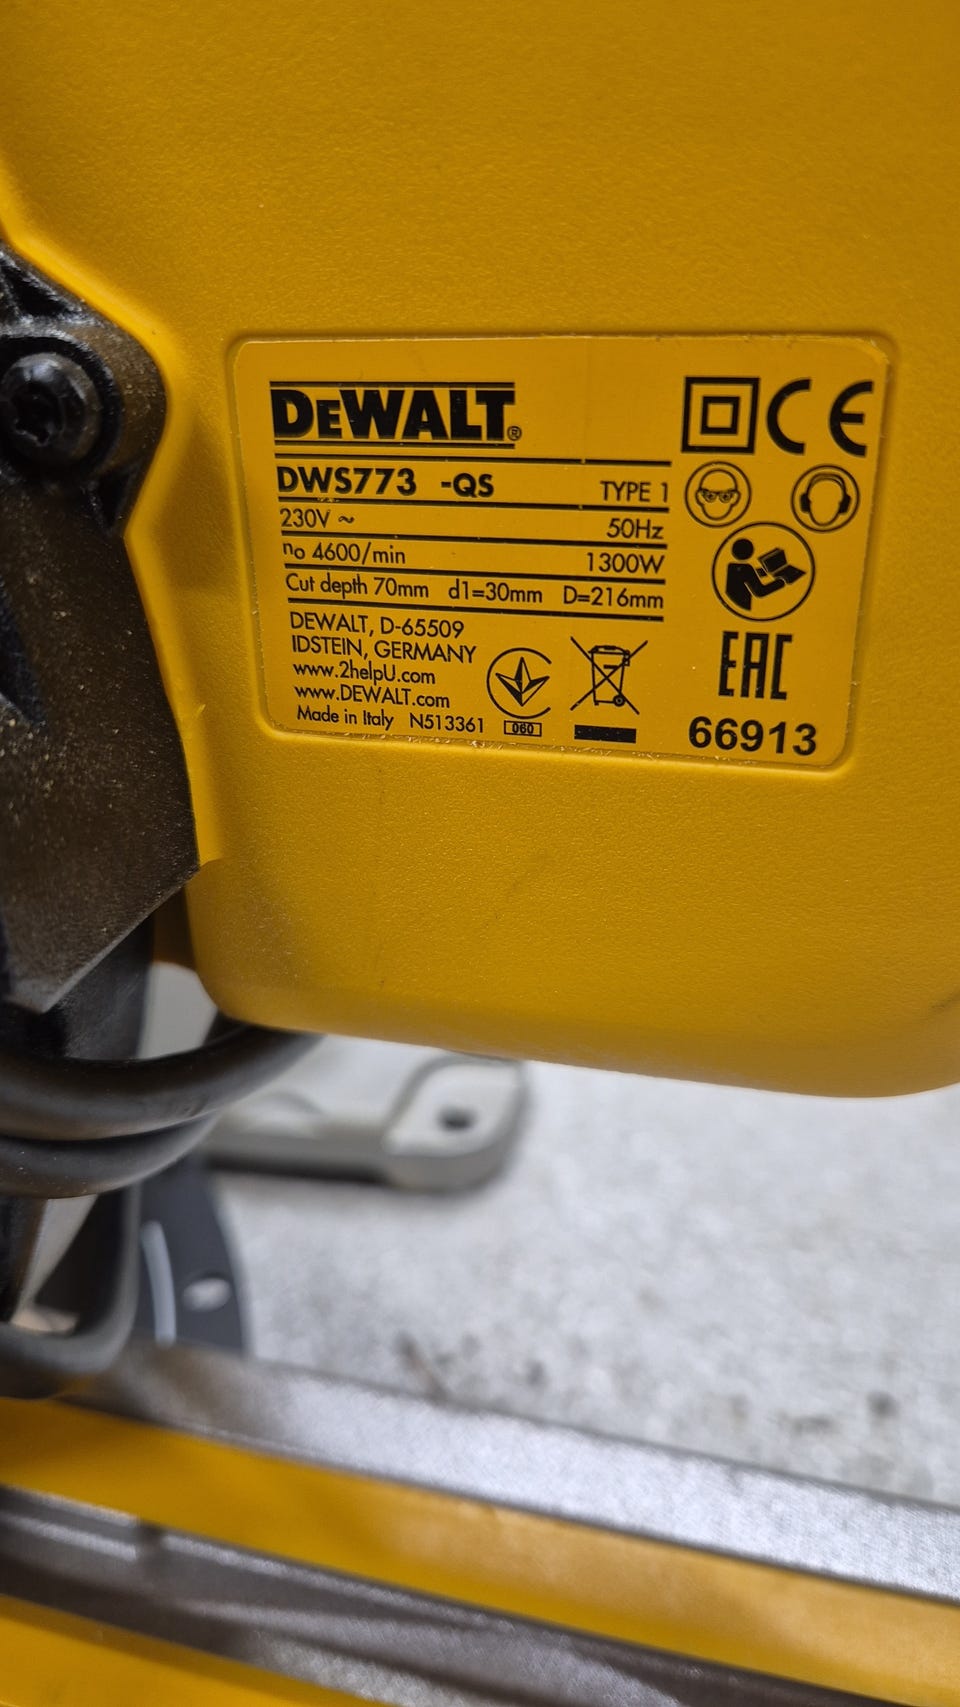 DEWALT®
DWS773 -QS TYPE 1
230V ~ 50Hz
n₀ 4600/min 1300W
Cut depth 70mm d1=30mm D=216mm
DEWALT, D-65509
IDSTEIN, GERMANY
www.2helpU.com
www.DEWALT.com
Made in Italy N513361
060
CE
EAC
66913